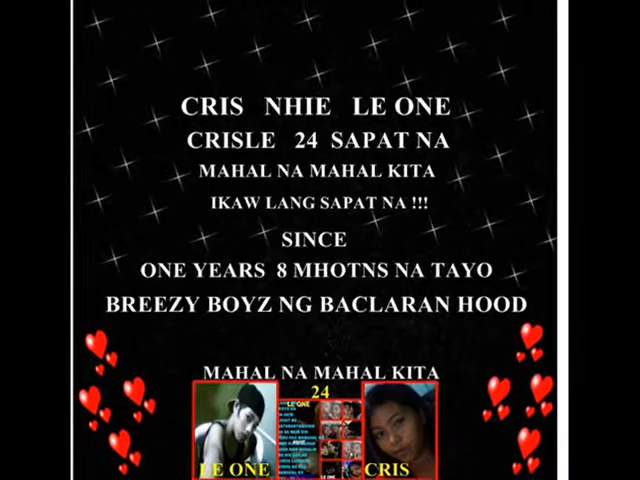 CRIS NHIE LE ONE
CRISLE 24 SAPAT NA
MAHAL NA MAHAL KITA
IKAW LANG SAPAT NA !!!
SINCE
ONE YEARS 8 MHOTNS NA TAYO
BREEZY BOYZ NG BACLARAN HOOD
MAHAL NA MAHAL KITA
24
LE ONE
LE ONE
CRIS
LE ONE